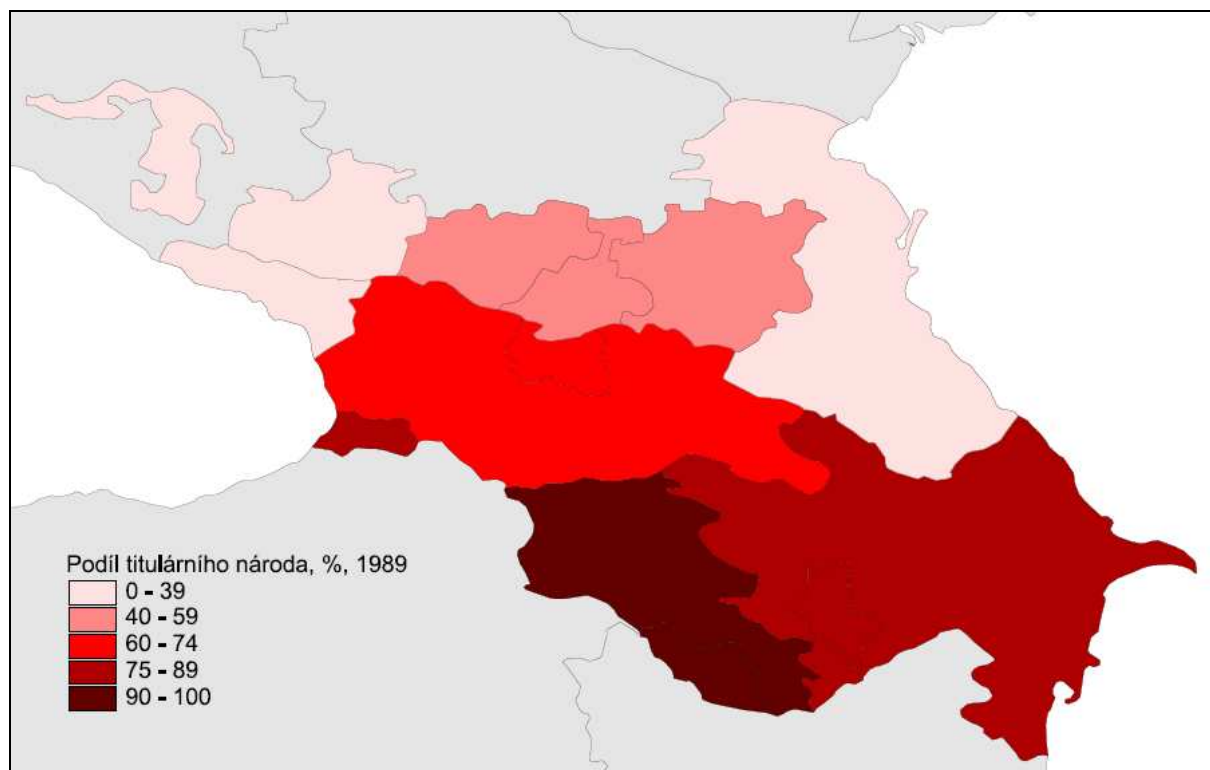 Podíl titulárního národa, %, 1989
0 - 39
40 - 59
60 - 74
75 - 89
90 - 100